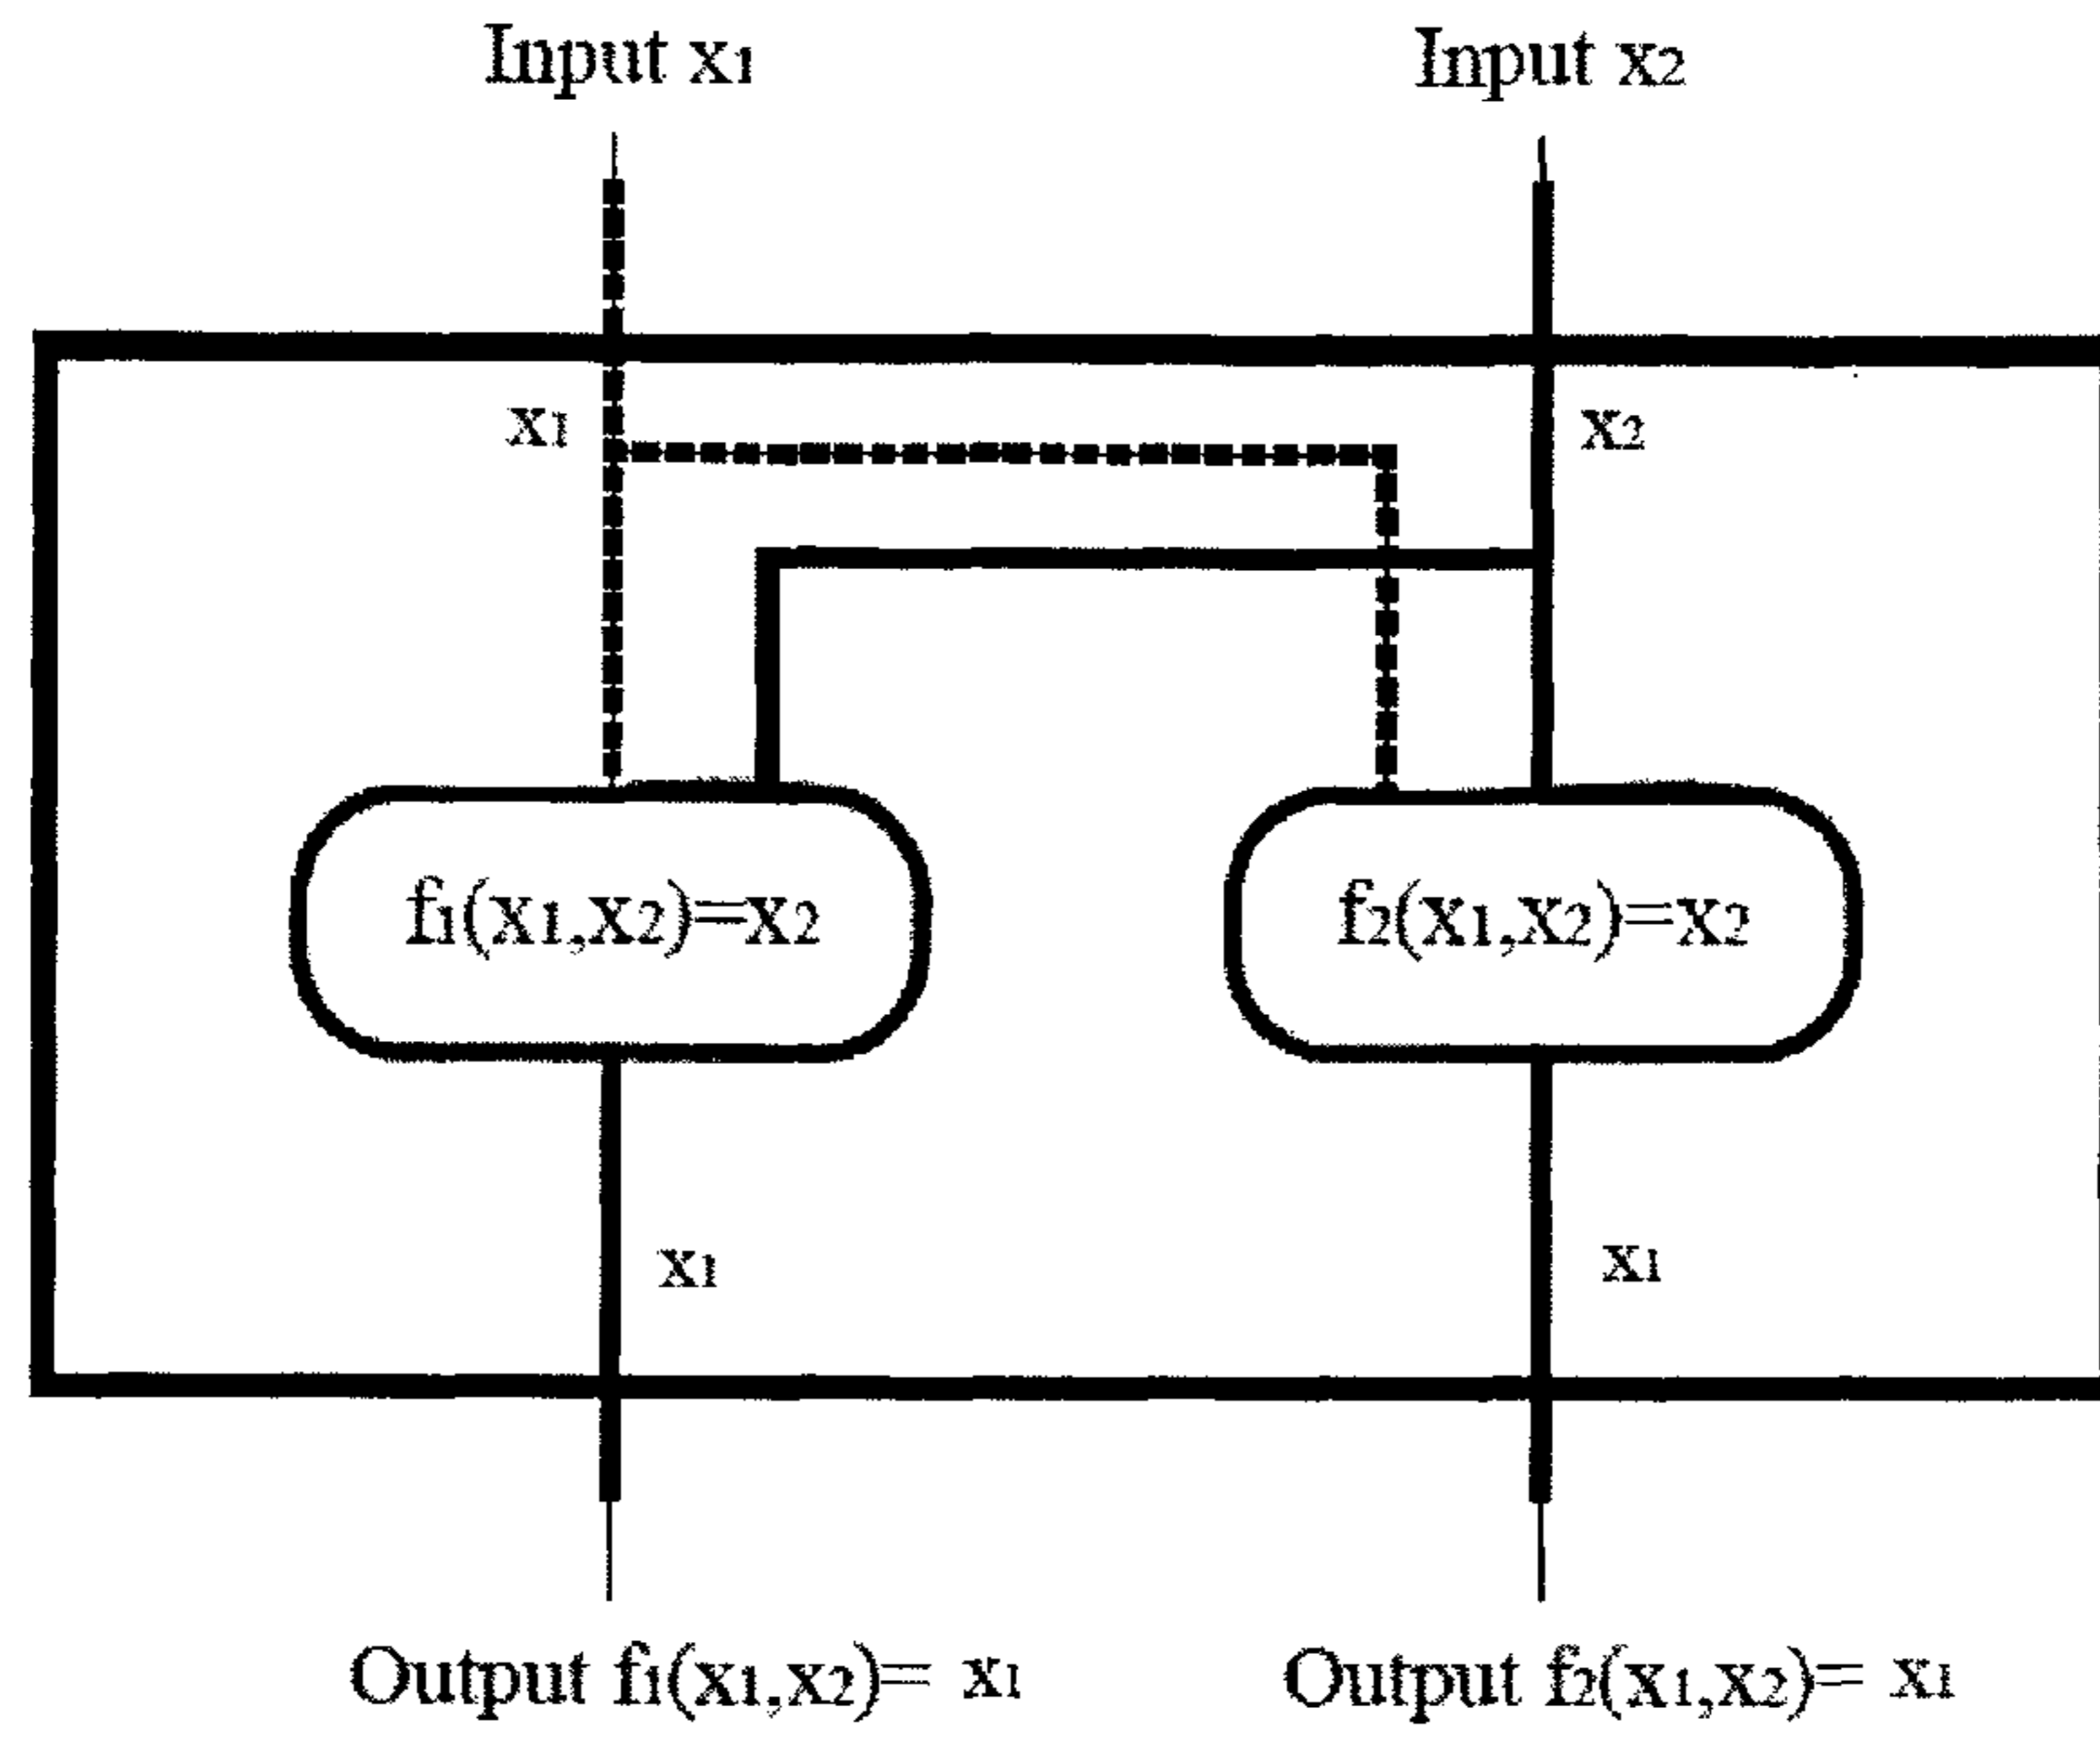 Input x1
Input x2
x1
x2
f1(x1,x2)=x2
f2(x1,x2)=x2
x1
x1
Output f1(x1,x2)= x1
Output f2(x1,x2)= x1